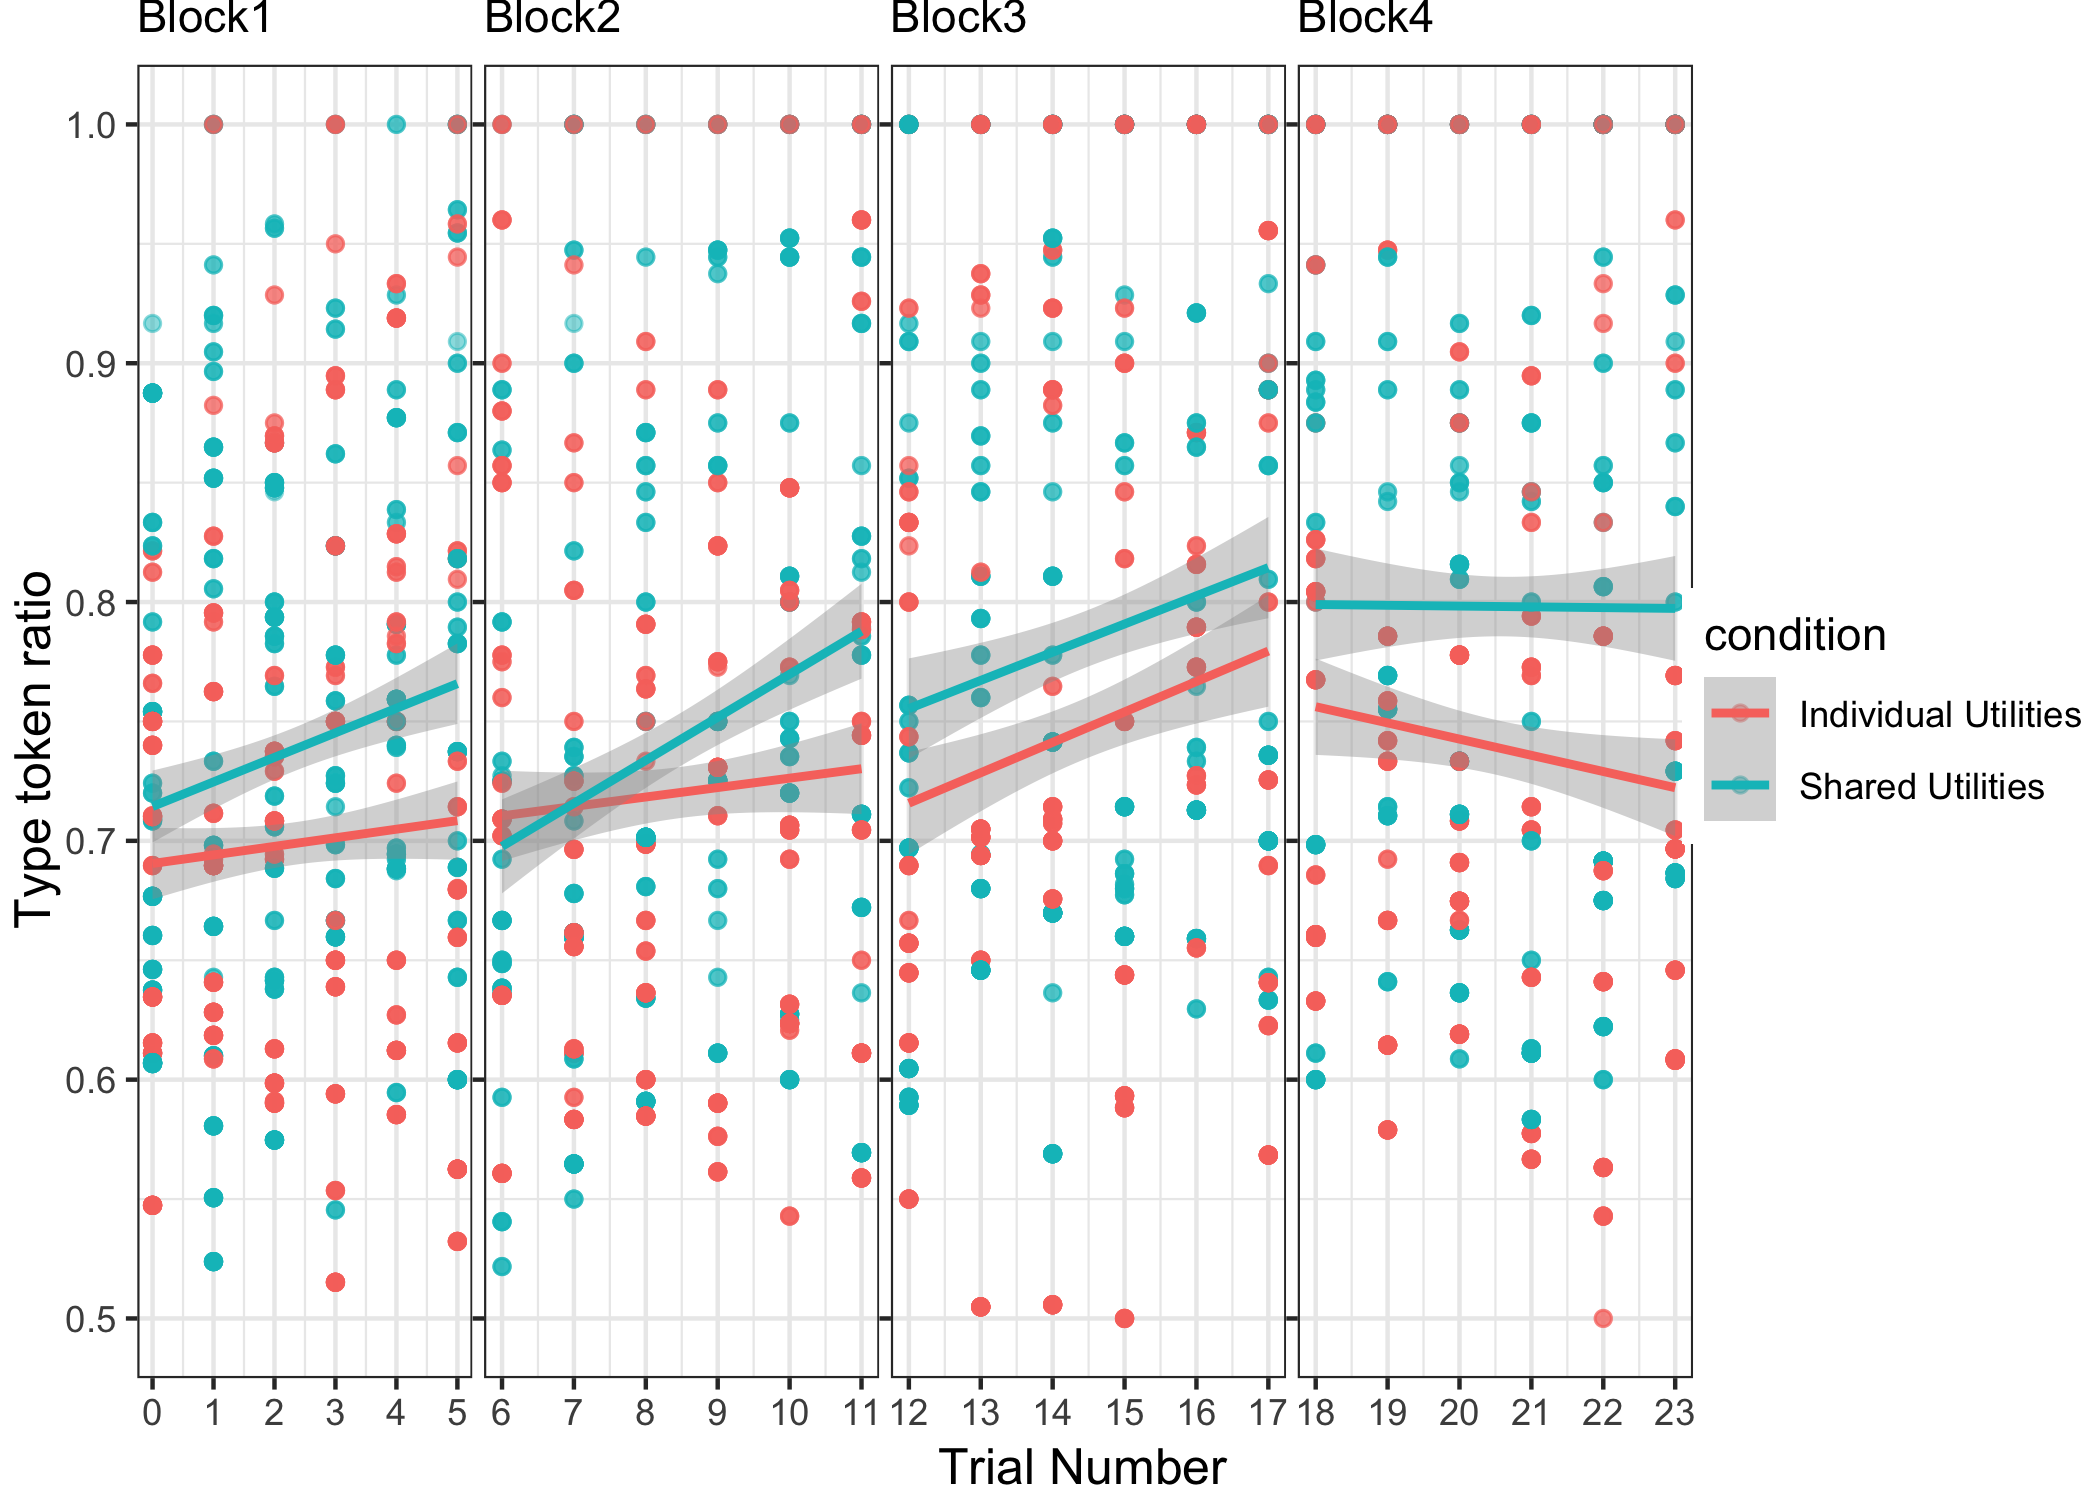 Block1 Block2 Block3 Block4
1.0
0.9
0.8
0.7
0.6
0.5
Type token ratio
0 1 2 3 4 5 6 7 8 9 10 11 12 13 14 15 16 17 18 19 20 21 22 23
Trial Number
condition
Individual Utilities
Shared Utilities